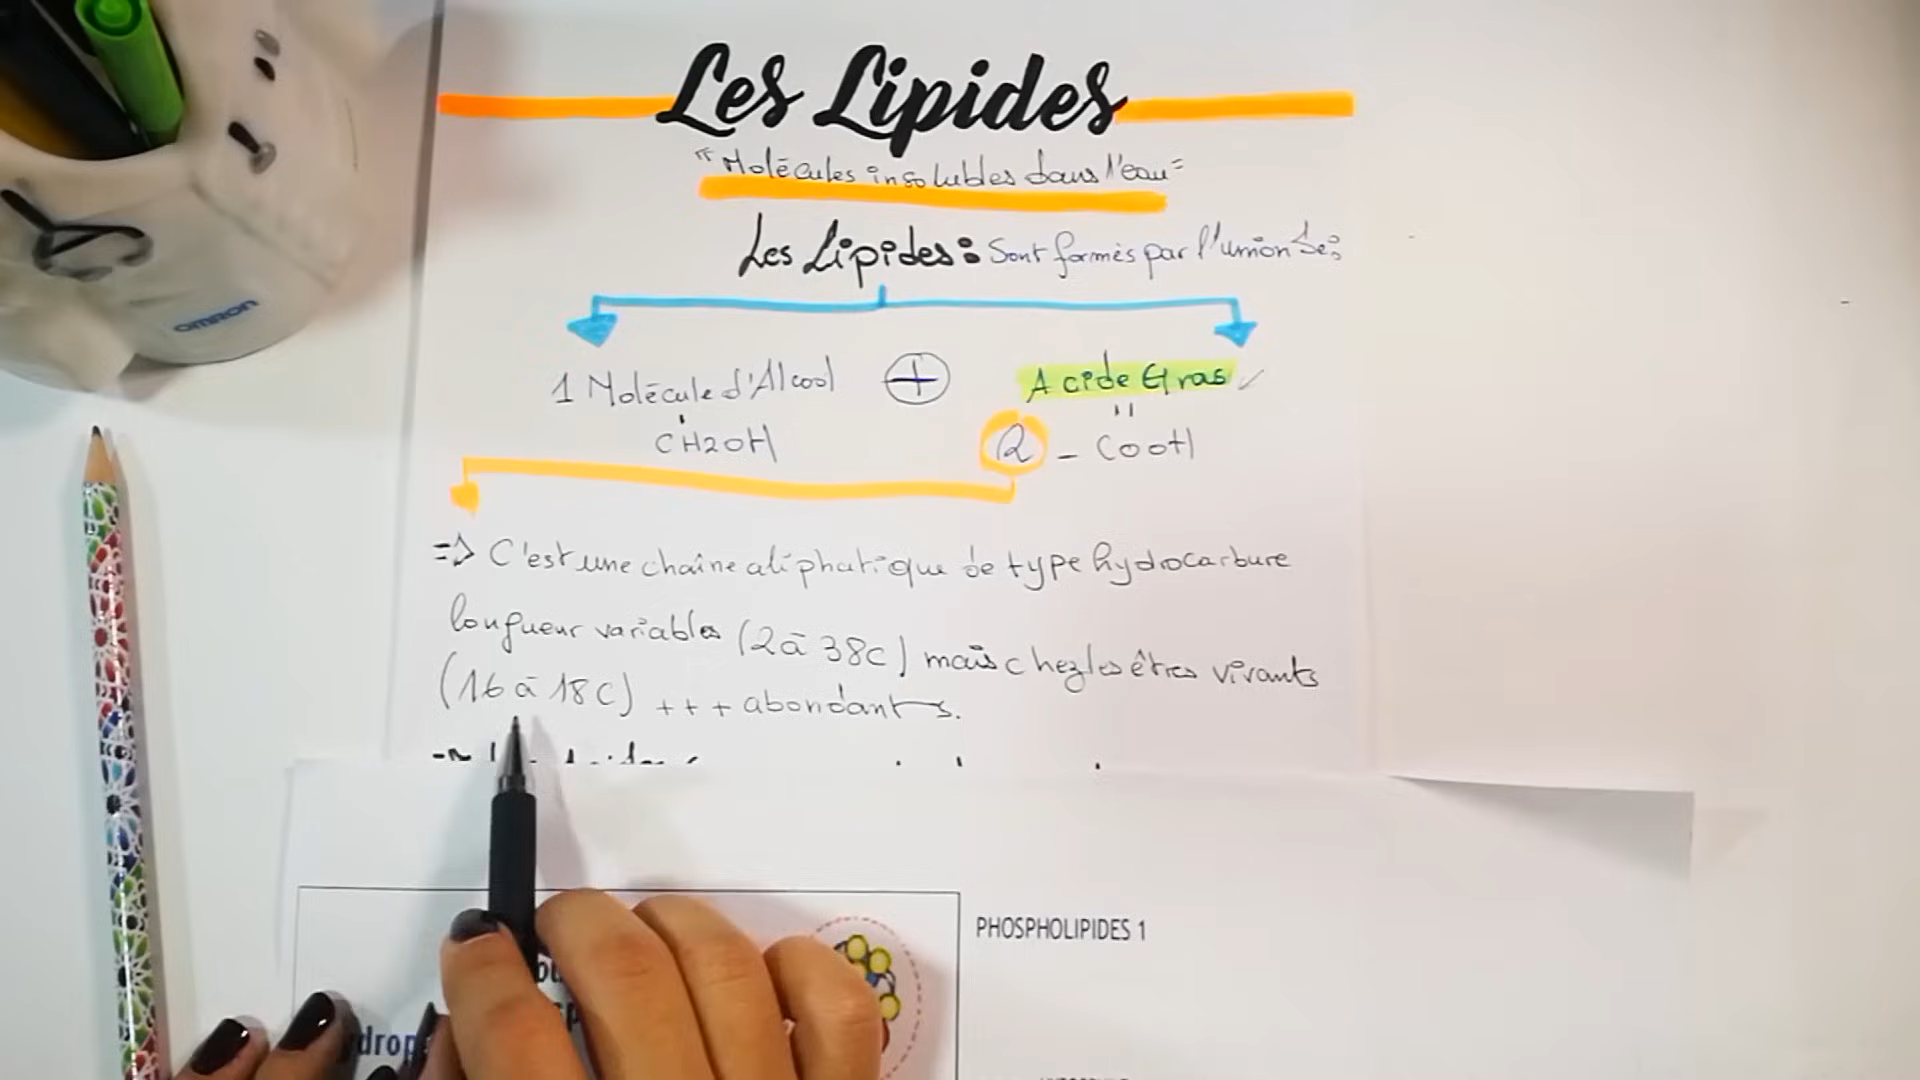 Les Lipides
"Molécules insolubles dans l'eau"
Les Lipides: Sont formés par l'union de:
1 Molécule d'Alcool + Acide Gras
CH2OH R - COOH
=> C'est une chaîne aliphatique de type hydrocarbure
longueur variables (2 à 38C) mais chez les êtres vivants
(16 à 18C) +++ abondants.
PHOSPHOLIPIDES 1
omron